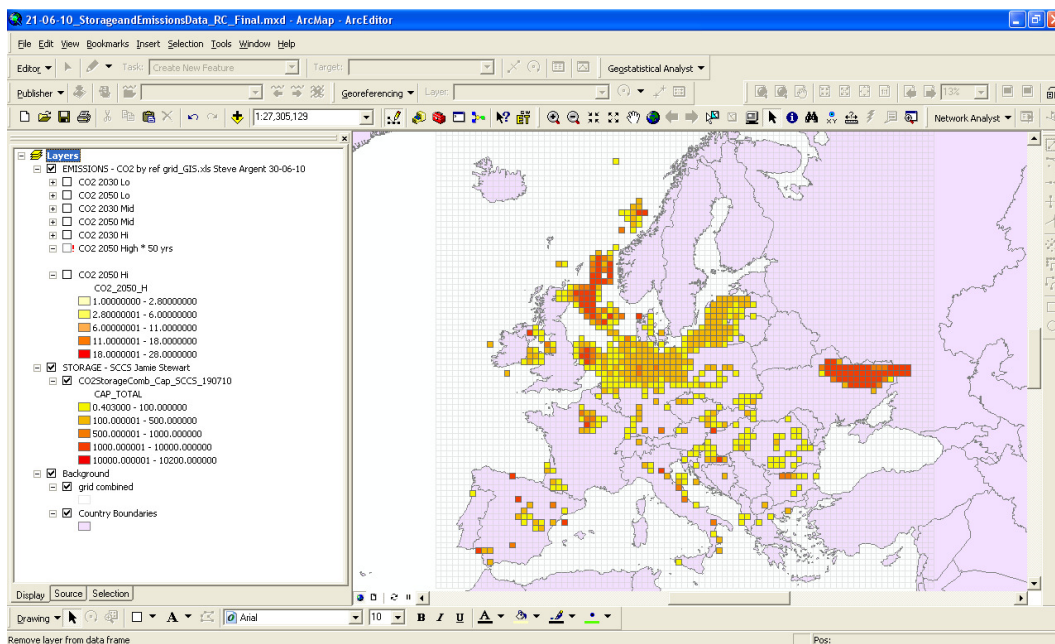 21-06-10_StorageandEmissionsData_RC_Final.mxd - ArcMap - ArcEditor
File Edit View Bookmarks Insert Selection Tools Window Help
Editor Task: Create New Feature Target: Geostatistical Analyst
Publisher Georeferencing Layer: 13%
1:27,305,129 Network Analyst
Layers
EMISSIONS - CO2 by ref grid_GIS.xls Steve Argent 30-06-10
CO2 2030 Lo
CO2 2050 Lo
CO2 2030 Mid
CO2 2050 Mid
CO2 2030 Hi
CO2 2050 High * 50 yrs
CO2 2050 Hi
CO2_2050_H
1.00000000 - 2.80000000
2.80000001 - 6.00000000
6.00000001 - 11.0000000
11.0000001 - 18.0000000
18.0000001 - 28.0000000
STORAGE - SCCS Jamie Stewart
CO2StorageComb_Cap_SCCS_190710
CAP_TOTAL
0.403000 - 100.000000
100.000001 - 500.000000
500.000001 - 1000.000000
1000.000001 - 10000.000000
10000.000001 - 10200.000000
Background
grid combined
Country Boundaries
Display Source Selection
Drawing A Arial 10 B I U A
Remove layer from data frame Pos: